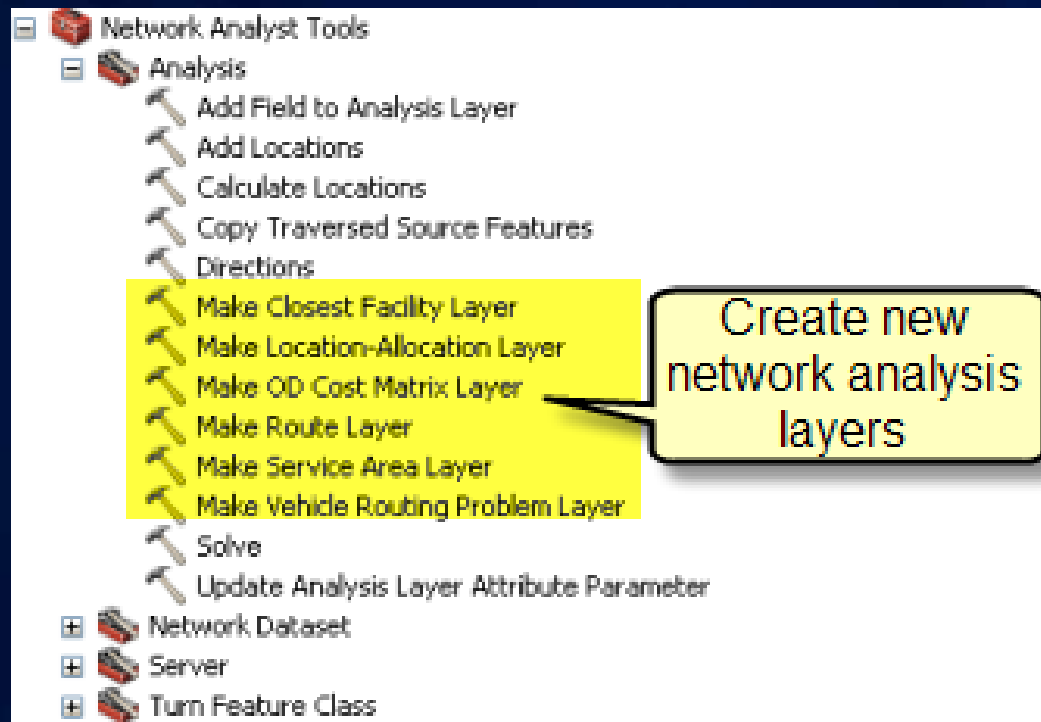 Network Analyst Tools
Analysis
Add Field to Analysis Layer
Add Locations
Calculate Locations
Copy Traversed Source Features
Directions
Make Closest Facility Layer
Make Location-Allocation Layer
Make OD Cost Matrix Layer
Make Route Layer
Make Service Area Layer
Make Vehicle Routing Problem Layer
Solve
Update Analysis Layer Attribute Parameter
Network Dataset
Server
Turn Feature Class
Create new
network analysis
layers